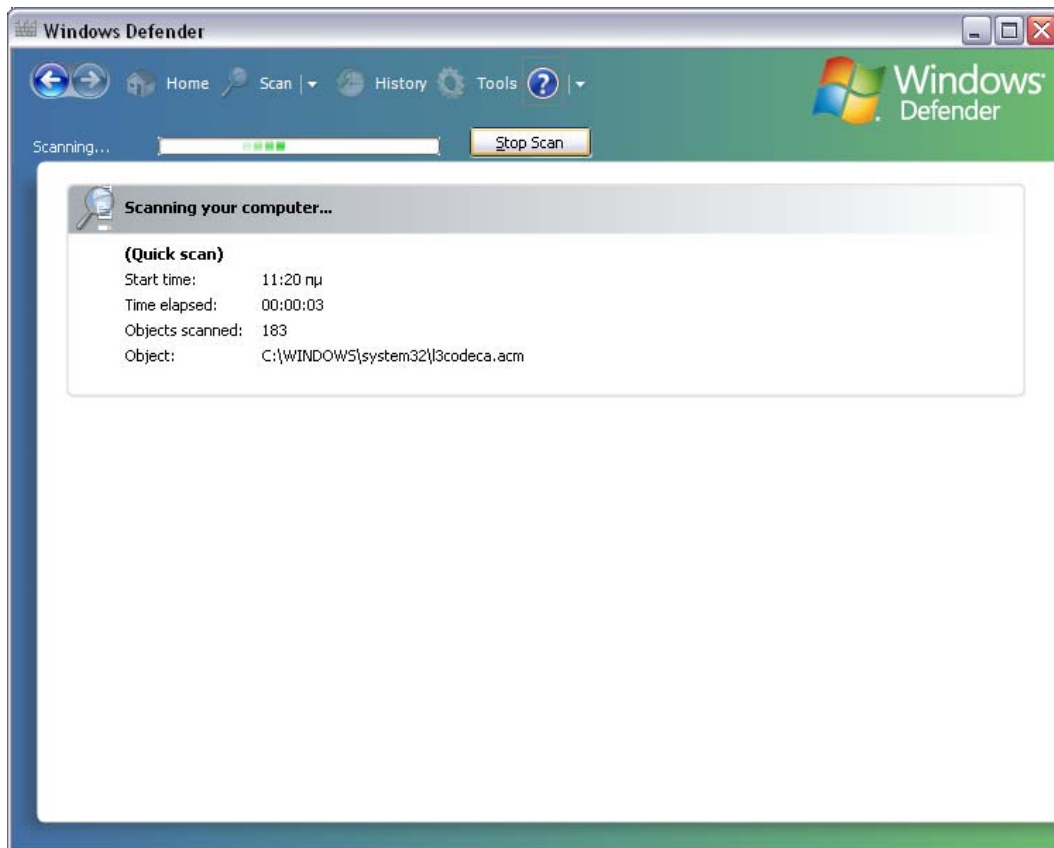 Windows Defender
Home Scan History Tools ?
Windows
Defender
Scanning... Stop Scan
Scanning your computer...
(Quick scan)
Start time: 11:20 πμ
Time elapsed: 00:00:03
Objects scanned: 183
Object: C:\WINDOWS\system32\l3codeca.acm